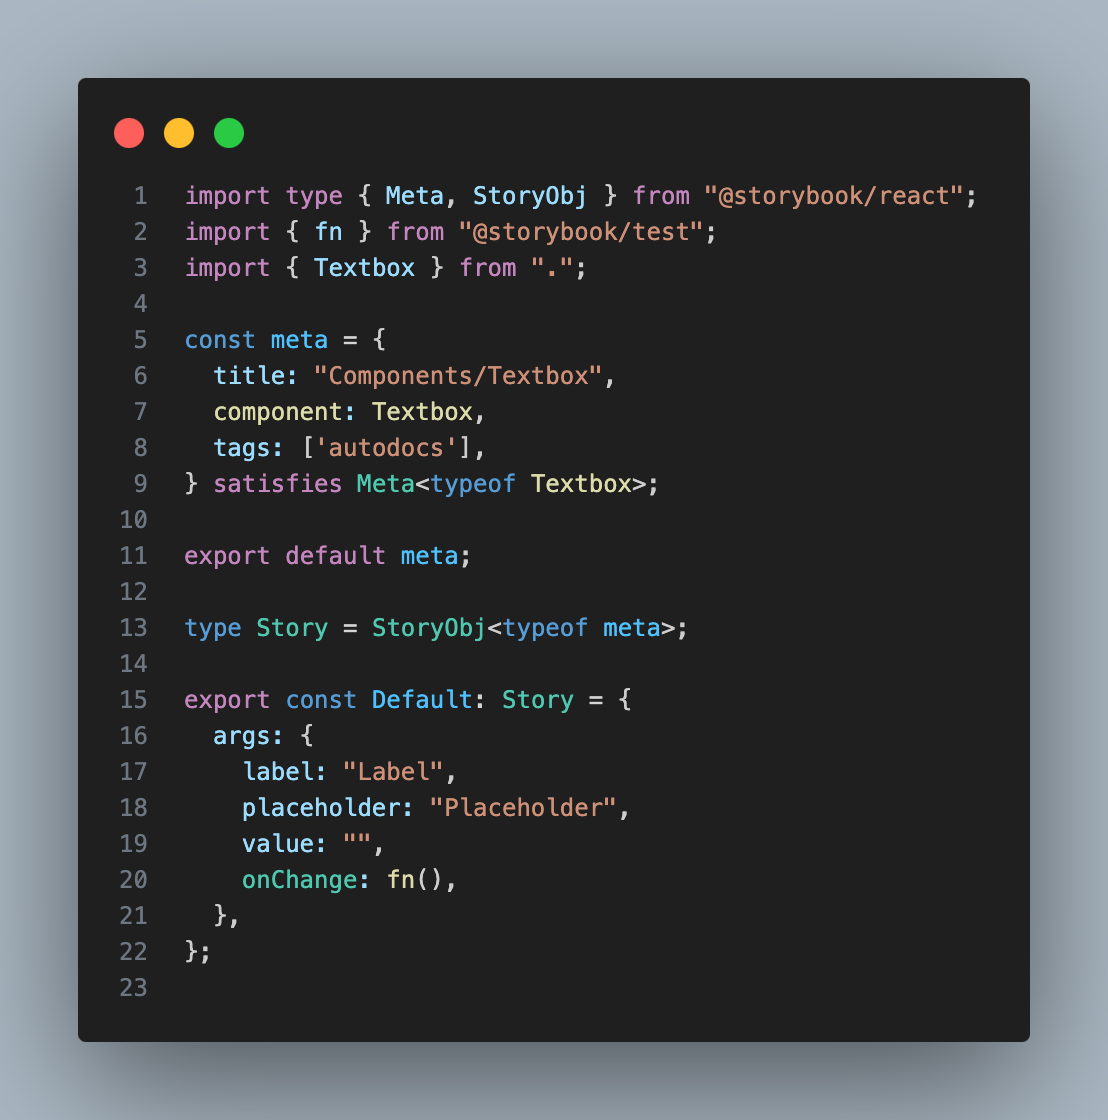 1 import type { Meta, StoryObj } from "@storybook/react";
2 import { fn } from "@storybook/test";
3 import { Textbox } from ".";
4
5 const meta = {
6   title: "Components/Textbox",
7   component: Textbox,
8   tags: ['autodocs'],
9 } satisfies Meta<typeof Textbox>;
10
11 export default meta;
12
13 type Story = StoryObj<typeof meta>;
14
15 export const Default: Story = {
16   args: {
17     label: "Label",
18     placeholder: "Placeholder",
19     value: "",
20     onChange: fn(),
21   },
22 };
23